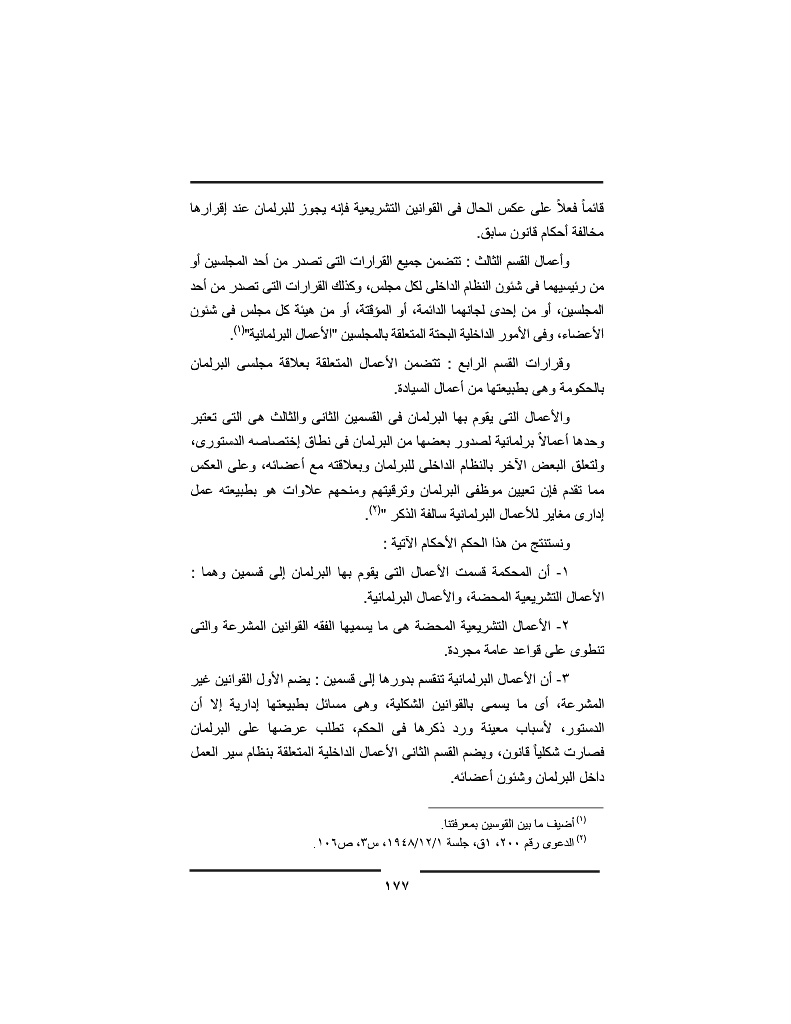 قائماً فعلاً على عكس الحال فى القوانين التشريعية فإنه يجوز للبرلمان عند إقرارها
مخالفة أحكام قانون سابق.
وأعمال القسم الثالث : تتضمن جميع القرارات التى تصدر من أحد المجلسين أو
من رئيسيهما فى شئون النظام الداخلى لكل مجلس، وكذلك القرارات التى تصدر من أحد
المجلسين، أو من إحدى لجانهما الدائمة، أو المؤقتة، أو من هيئة كل مجلس فى شئون
الأعضاء، وفى الأمور الداخلية البحتة المتعلقة بالمجلسين "الأعمال البرلمانية"(١).
وقرارات القسم الرابع : تتضمن الأعمال المتعلقة بعلاقة مجلسى البرلمان
بالحكومة وهى بطبيعتها من أعمال السيادة.
والأعمال التى يقوم بها البرلمان فى القسمين الثانى والثالث هى التى تعتبر
وحدها أعمالاً برلمانية لصدور بعضها من البرلمان فى نطاق إختصاصه الدستورى،
ولتعلق البعض الآخر بالنظام الداخلى للبرلمان وبعلاقته مع أعضائه، وعلى العكس
مما تقدم فإن تعيين موظفى البرلمان وترقيتهم ومنحهم علاوات هو بطبيعته عمل
إدارى مغاير للأعمال البرلمانية سالفة الذكر "(٢).
ونستنتج من هذا الحكم الأحكام الآتية :
١- أن المحكمة قسمت الأعمال التى يقوم بها البرلمان إلى قسمين وهما :
الأعمال التشريعية المحضة، والأعمال البرلمانية.
٢- الأعمال التشريعية المحضة هى ما يسميها الفقه القوانين المشرعة والتى
تنطوى على قواعد عامة مجردة.
٣- أن الأعمال البرلمانية تنقسم بدورها إلى قسمين : يضم الأول القوانين غير
المشرعة، أى ما يسمى بالقوانين الشكلية، وهى مسائل بطبيعتها إدارية إلا أن
الدستور، لأسباب معينة ورد ذكرها فى الحكم، تطلب عرضها على البرلمان
فصارت شكلياً قانون، ويضم القسم الثانى الأعمال الداخلية المتعلقة بنظام سير العمل
داخل البرلمان وشئون أعضائه.
(١) أضيف ما بين القوسين بمعرفتنا.
(٢) الدعوى رقم ٢٠٠، ١ق، جلسة ١٩٤٨/١٢/١، س٣، ص١٠٦.
١٧٧